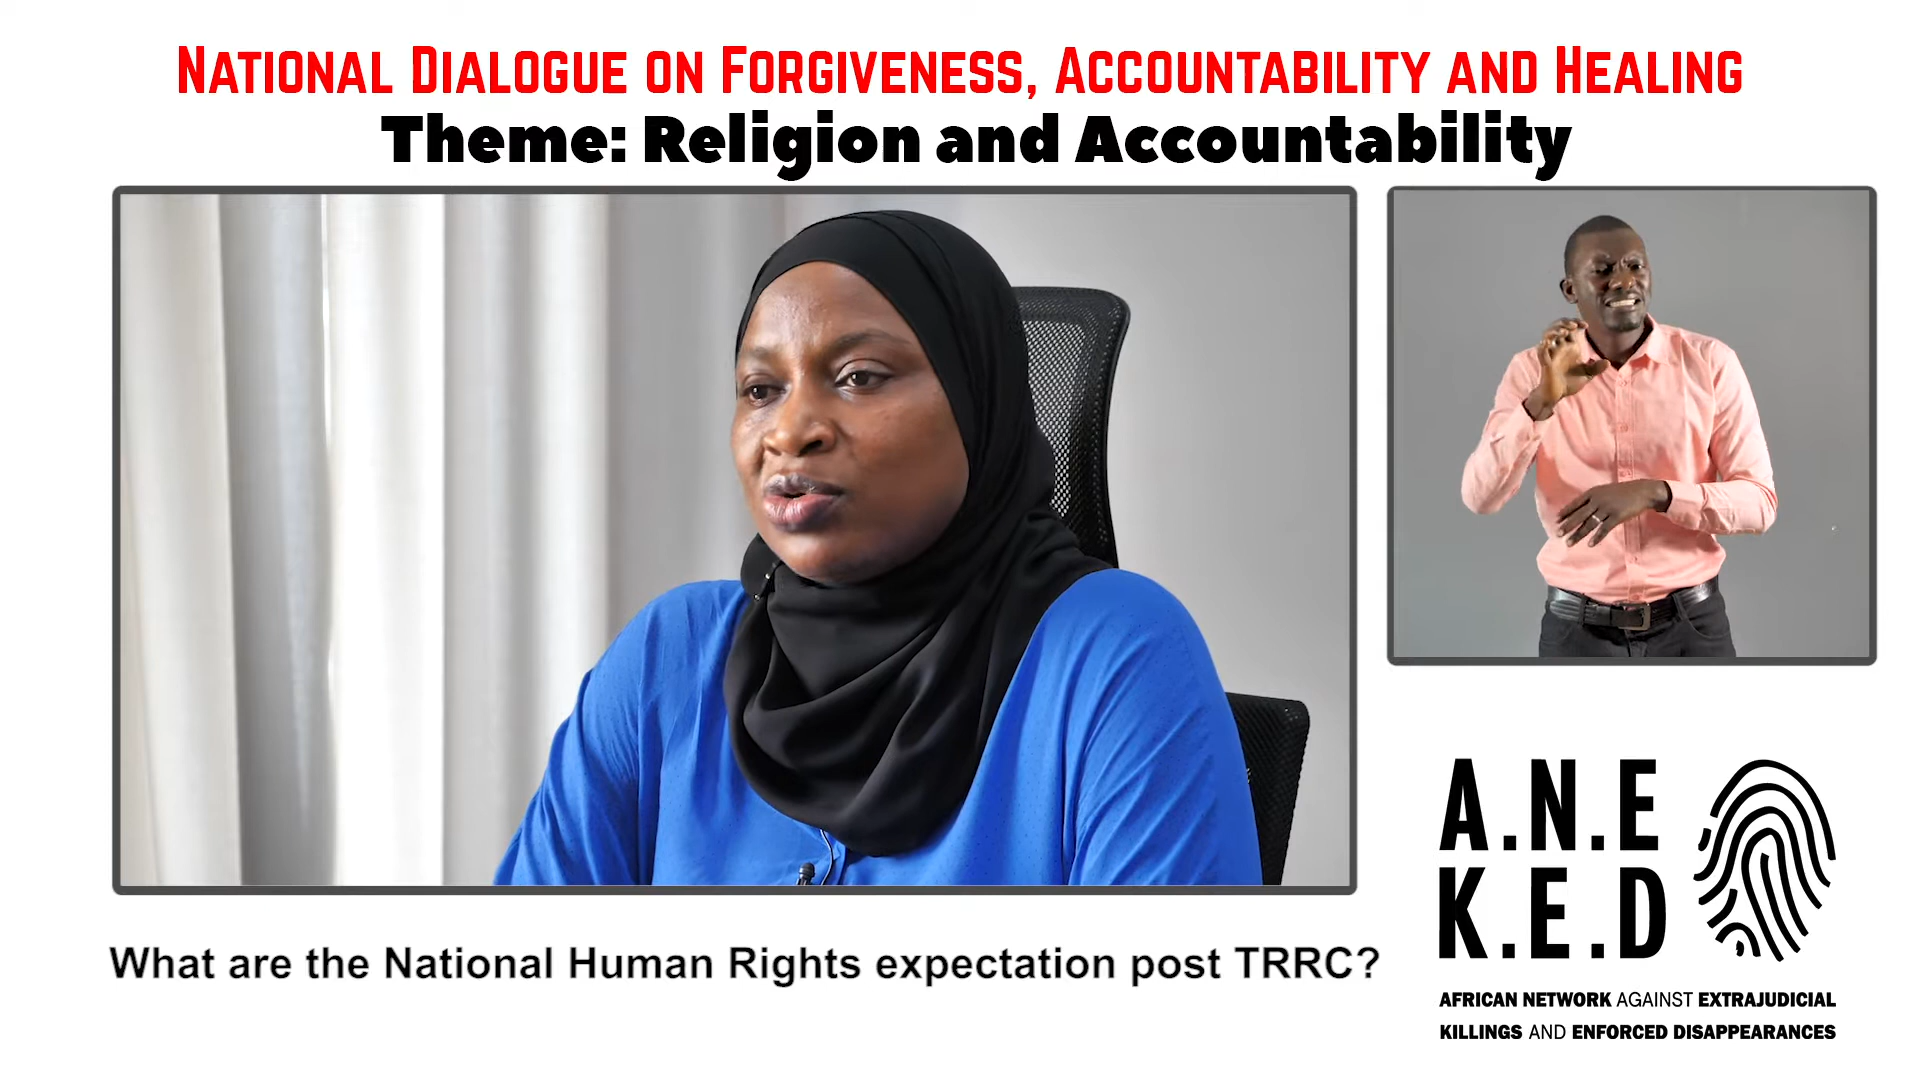 NATIONAL DIALOGUE ON FORGIVENESS, ACCOUNTABILITY AND HEALING
Theme: Religion and Accountability
What are the National Human Rights expectation post TRRC?
A.N.E
K.E.D
AFRICAN NETWORK AGAINST EXTRAJUDICIAL
KILLINGS AND ENFORCED DISAPPEARANCES